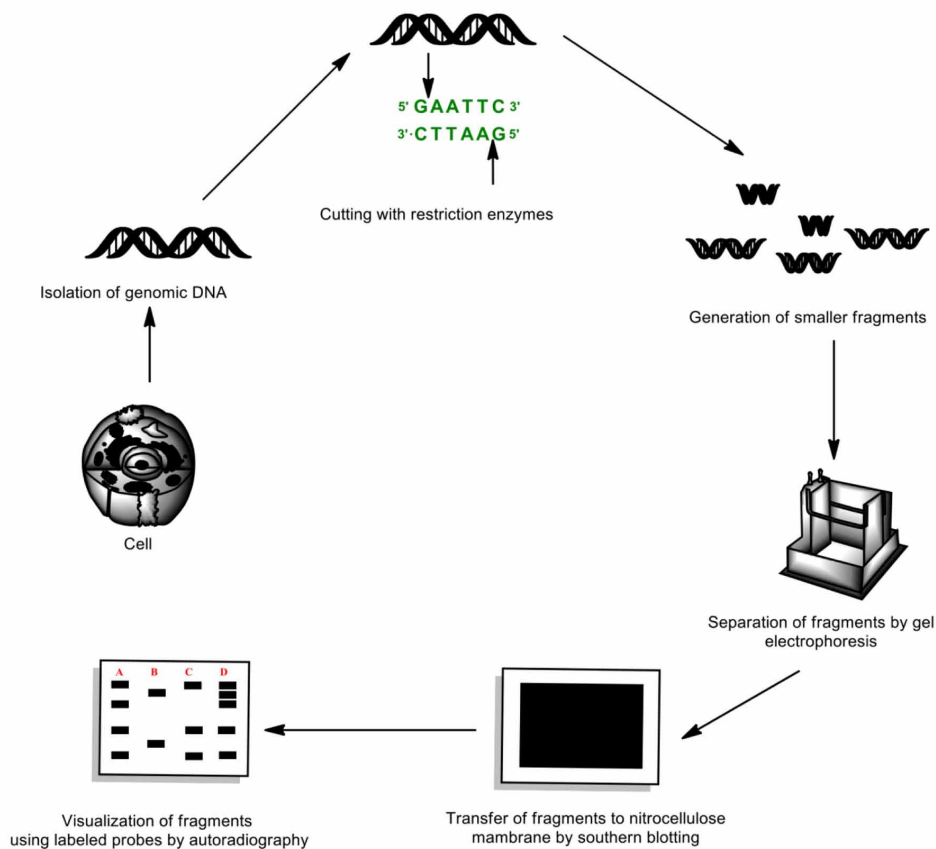 5' GAATTC 3'
3'·CTTAAG 5'
Cutting with restriction enzymes
Isolation of genomic DNA
Generation of smaller fragments
Cell
Separation of fragments by gel
electrophoresis
A B C D
Transfer of fragments to nitrocellulose
mambrane by southern blotting
Visualization of fragments
using labeled probes by autoradiography